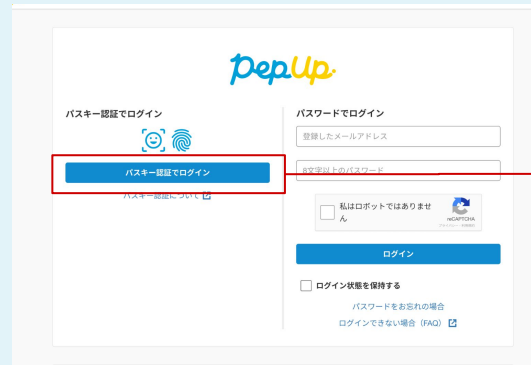 PepUp.
パスキー認証でログイン
パスキー認証でログイン
パスキー認証について
パスワードでログイン
登録したメールアドレス
8文字以上のパスワード
私はロボットではありませ
ん
reCAPTCHA
ログイン
ログイン状態を保持する
パスワードをお忘れの場合
ログインできない場合（FAQ）